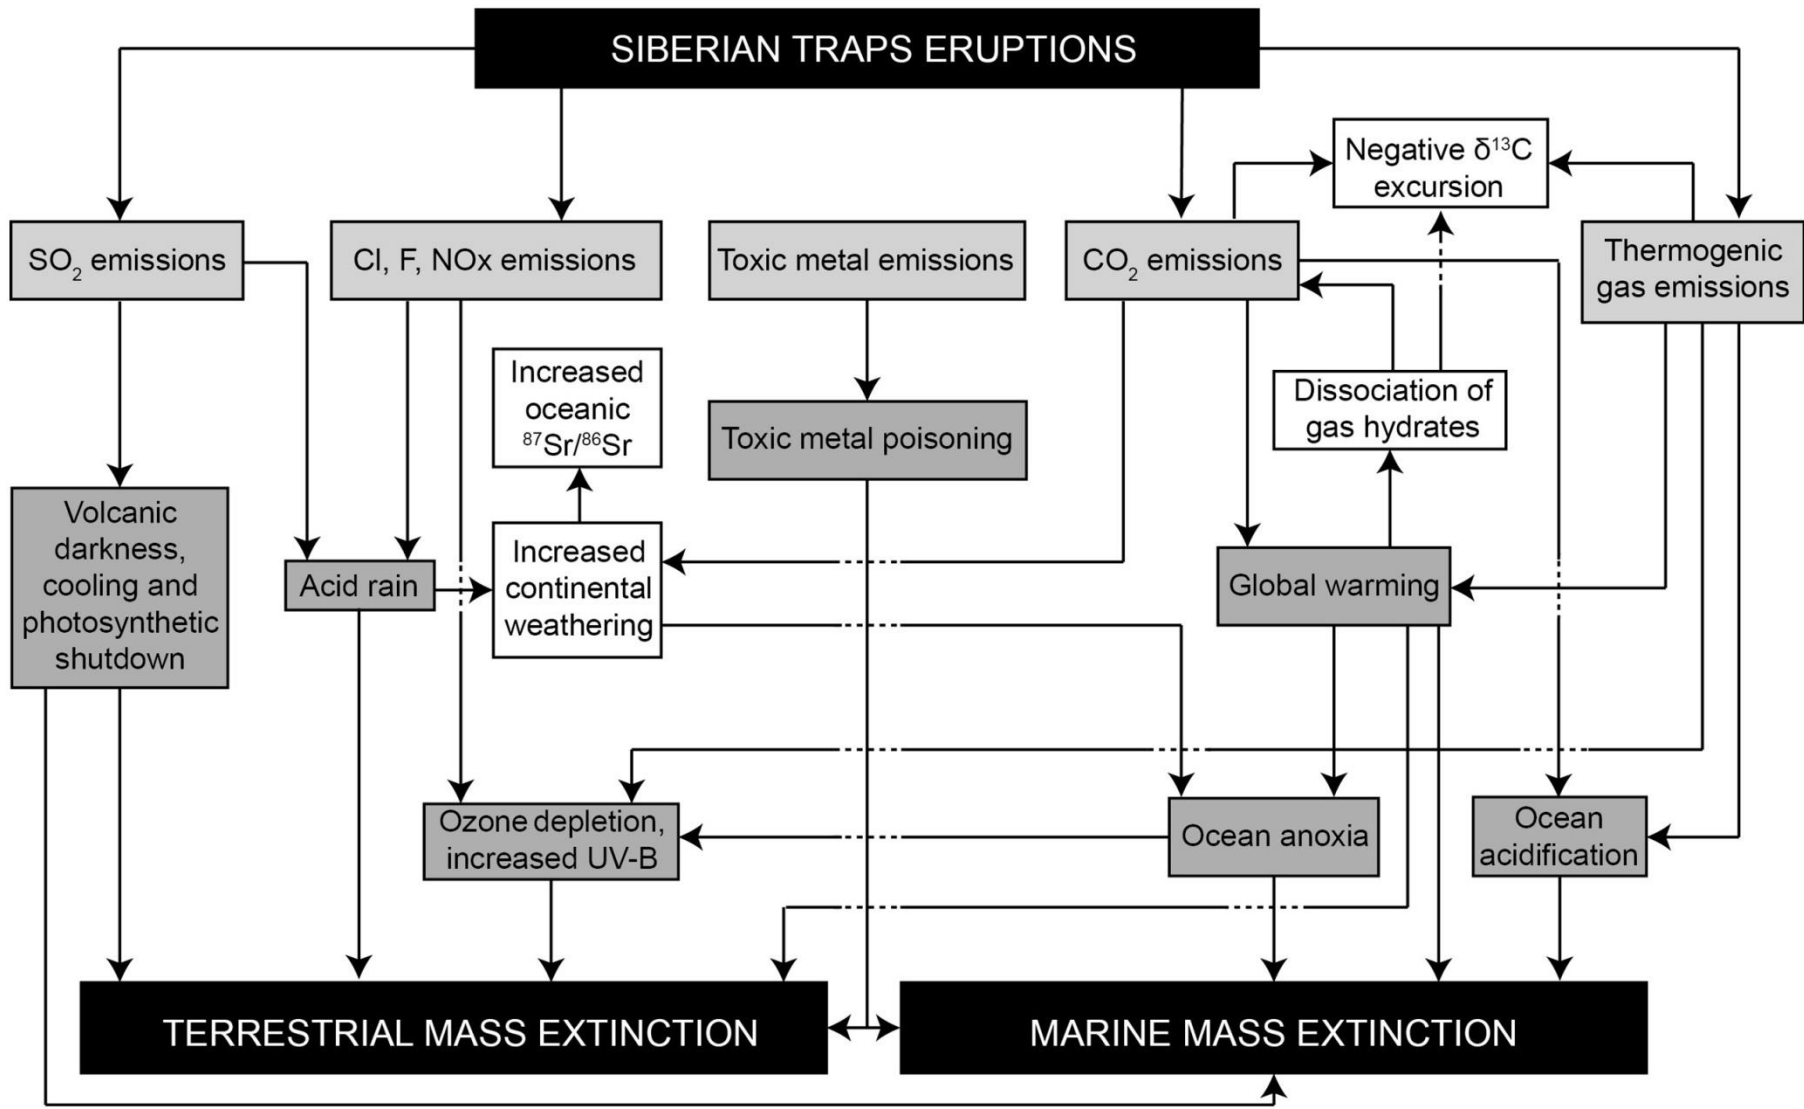 SIBERIAN TRAPS ERUPTIONS
Negative δ¹³C
excursion
SO₂ emissions
Cl, F, NOx emissions
Toxic metal emissions
CO₂ emissions
Thermogenic
gas emissions
Increased
oceanic
⁸⁷Sr/⁸⁶Sr
Toxic metal poisoning
Dissociation of
gas hydrates
Volcanic
darkness,
cooling and
photosynthetic
shutdown
Acid rain
Increased
continental
weathering
Global warming
Ozone depletion,
increased UV-B
Ocean anoxia
Ocean
acidification
TERRESTRIAL MASS EXTINCTION
MARINE MASS EXTINCTION